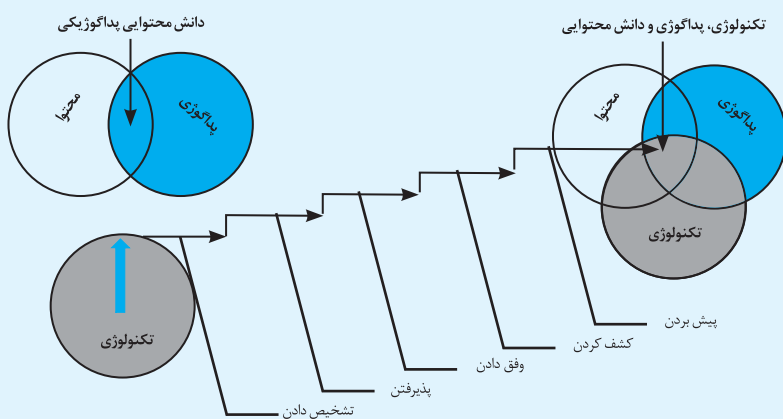 تکنولوژی، پداگوژی و دانش محتوایی
دانش محتوایی پداگوژیکی
محتوا
پداگوژی
محتوا
پداگوژی
تکنولوژی
تکنولوژی
پیش بردن
کشف کردن
وفق دادن
پذیرفتن
تشخیص دادن